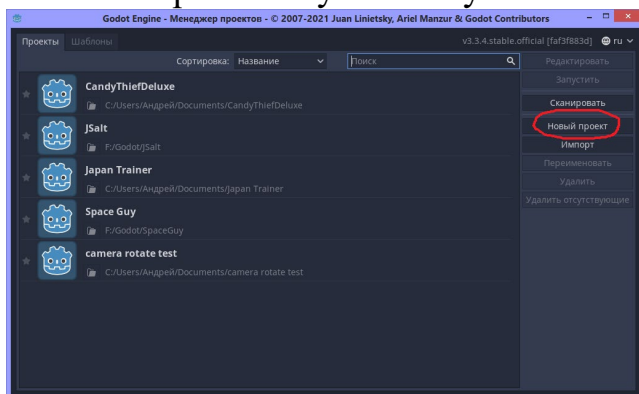 Godot Engine - Менеджер проектов - © 2007-2021 Juan Linietsky, Ariel Manzur & Godot Contributors
Проекты Шаблоны
v3.3.4.stable.official [faf3f883d] ru
Сортировка: Название Поиск
CandyThiefDeluxe
C:/Users/Андрей/Documents/CandyThiefDeluxe
JSalt
F:/Godot/JSalt
Japan Trainer
C:/Users/Андрей/Documents/Japan Trainer
Space Guy
F:/Godot/SpaceGuy
camera rotate test
C:/Users/Андрей/Documents/camera rotate test
Редактировать
Запустить
Сканировать
Новый проект
Импорт
Переименовать
Удалить
Удалить отсутствующие